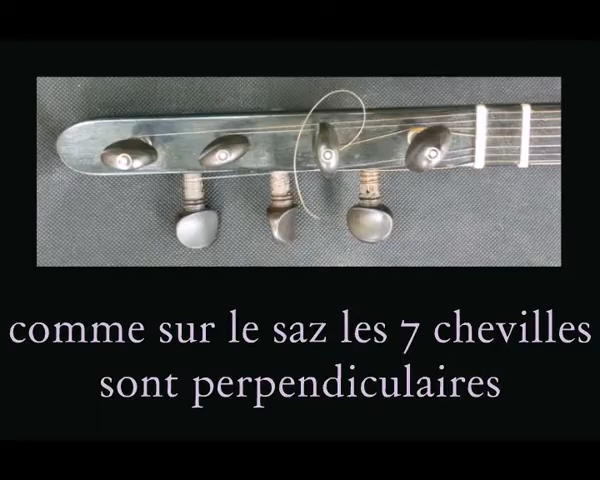 comme sur le saz les 7 chevilles
sont perpendiculaires